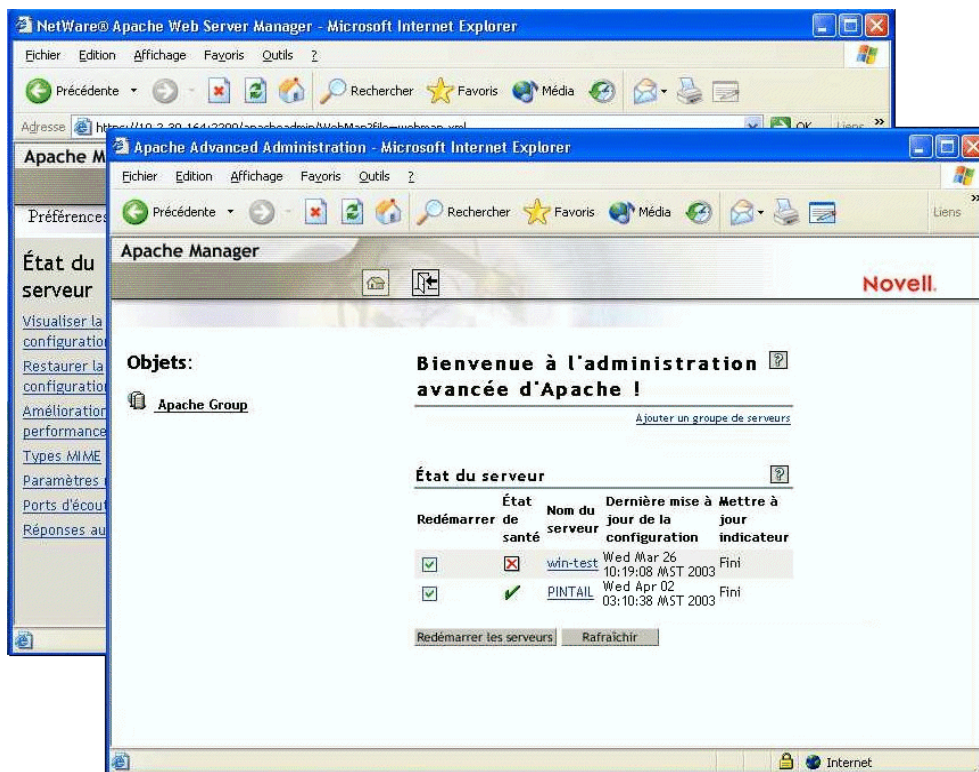 NetWare® Apache Web Server Manager - Microsoft Internet Explorer
Fichier Edition Affichage Favoris Outils ?
Précédente Rechercher Favoris Média
Adresse OK Liens »
Apache M
Préférences
État du
serveur
Visualiser la
configuratio
Restaurer la
configuratio
Amélioration
performance
Types MIME
Paramètres
Ports d'écout
Réponses au
Apache Advanced Administration - Microsoft Internet Explorer
Fichier Edition Affichage Favoris Outils ?
Précédente Rechercher Favoris Média Liens »
Apache Manager
Novell.
Objets:
Apache Group
Bienvenue à l'administration ?
avancée d'Apache !
Ajouter un groupe de serveurs
État du serveur ?
Redémarrer État de santé Nom du serveur Dernière mise à jour de la configuration Mettre à jour indicateur
win-test Wed Mar 26 10:19:08 MST 2003 Fini
PINTAIL Wed Apr 02 03:10:38 MST 2003 Fini
Redémarrer les serveurs Rafraîchir
Internet